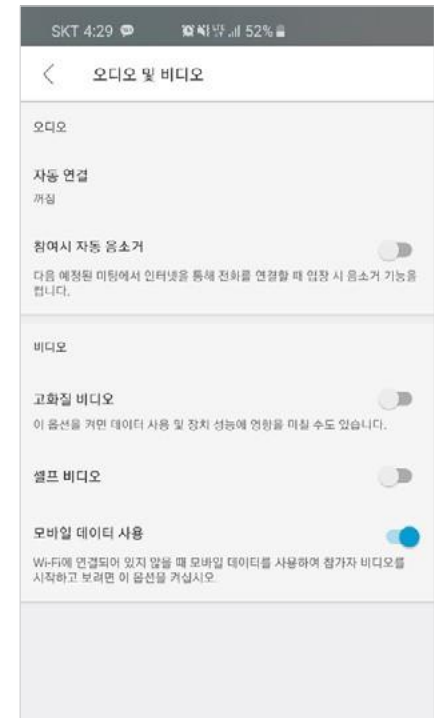 SKT 4:29
52%
오디오 및 비디오
오디오
자동 연결
꺼짐
참여시 자동 음소거
다음 예정된 미팅에서 인터넷을 통해 전화를 연결할 때 입장 시 음소거 기능을
켭니다.
비디오
고화질 비디오
이 옵션을 켜면 데이터 사용 및 장치 성능에 영향을 미칠 수도 있습니다.
셀프 비디오
모바일 데이터 사용
Wi-Fi에 연결되어 있지 않을 때 모바일 데이터를 사용하여 참가자 비디오를
시작하고 보려면 이 옵션을 켜십시오.